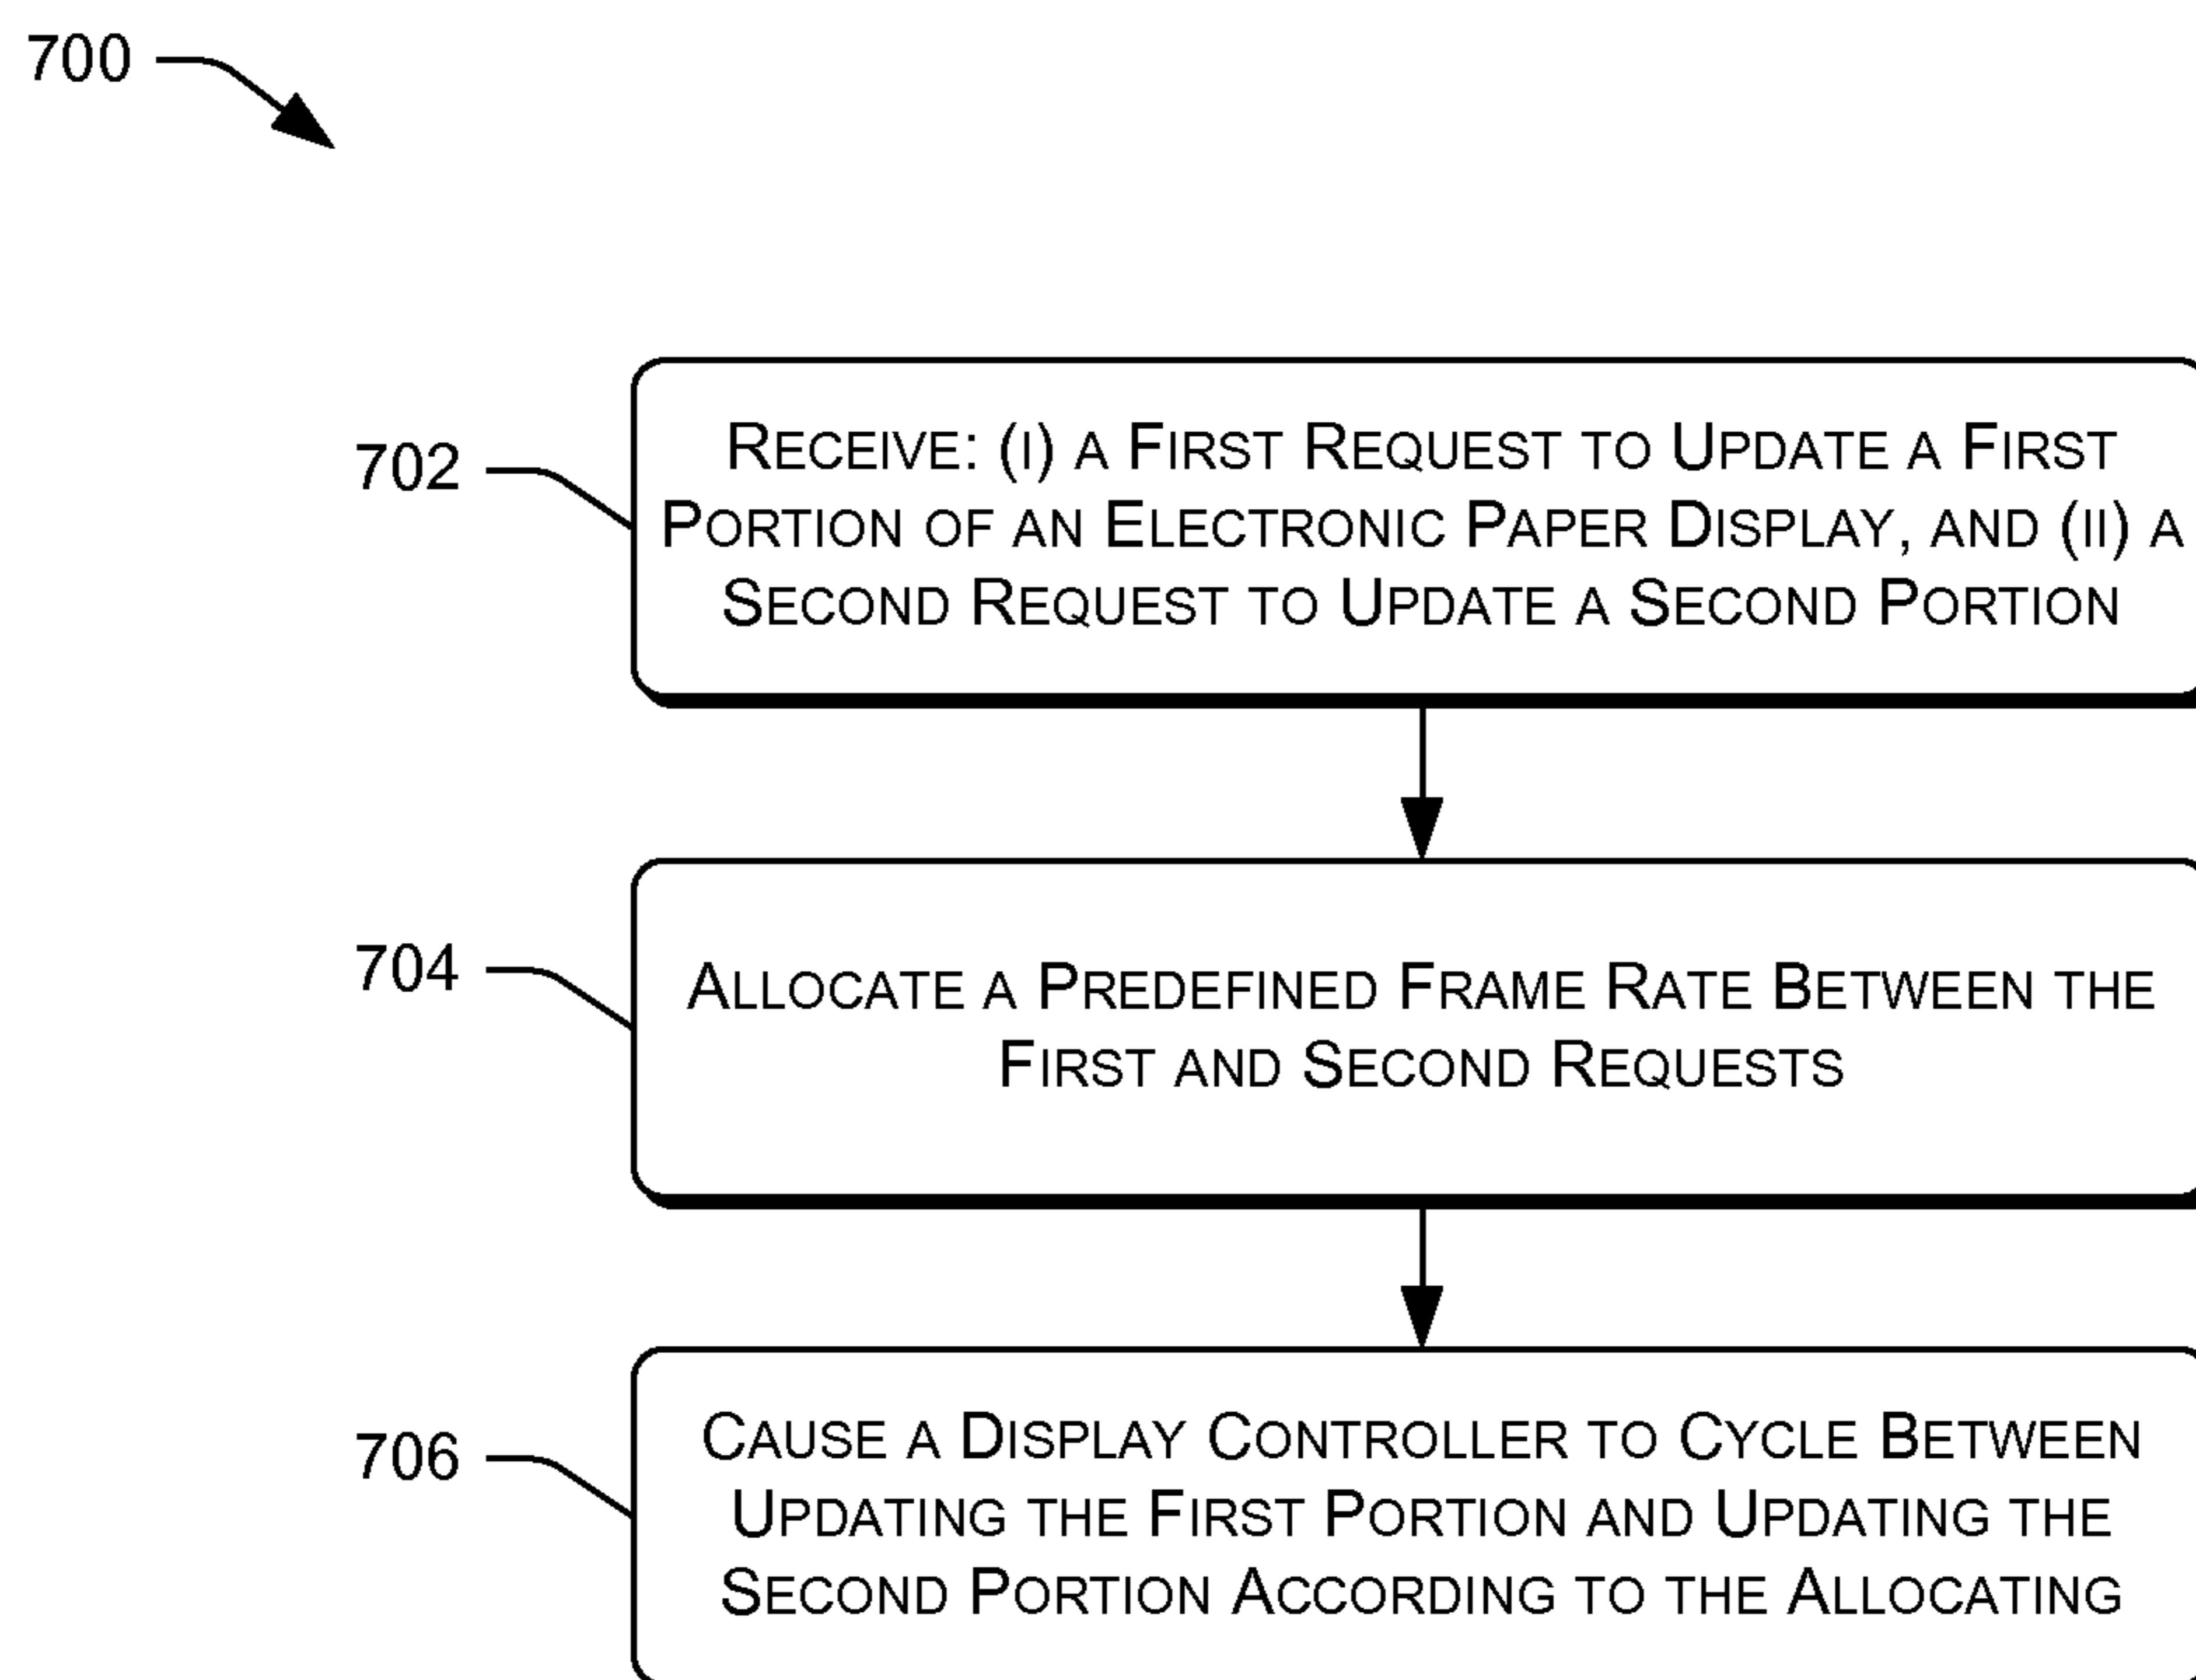 700
702
RECEIVE: (I) A FIRST REQUEST TO UPDATE A FIRST
PORTION OF AN ELECTRONIC PAPER DISPLAY, AND (II) A
SECOND REQUEST TO UPDATE A SECOND PORTION
704
ALLOCATE A PREDEFINED FRAME RATE BETWEEN THE
FIRST AND SECOND REQUESTS
706
CAUSE A DISPLAY CONTROLLER TO CYCLE BETWEEN
UPDATING THE FIRST PORTION AND UPDATING THE
SECOND PORTION ACCORDING TO THE ALLOCATING